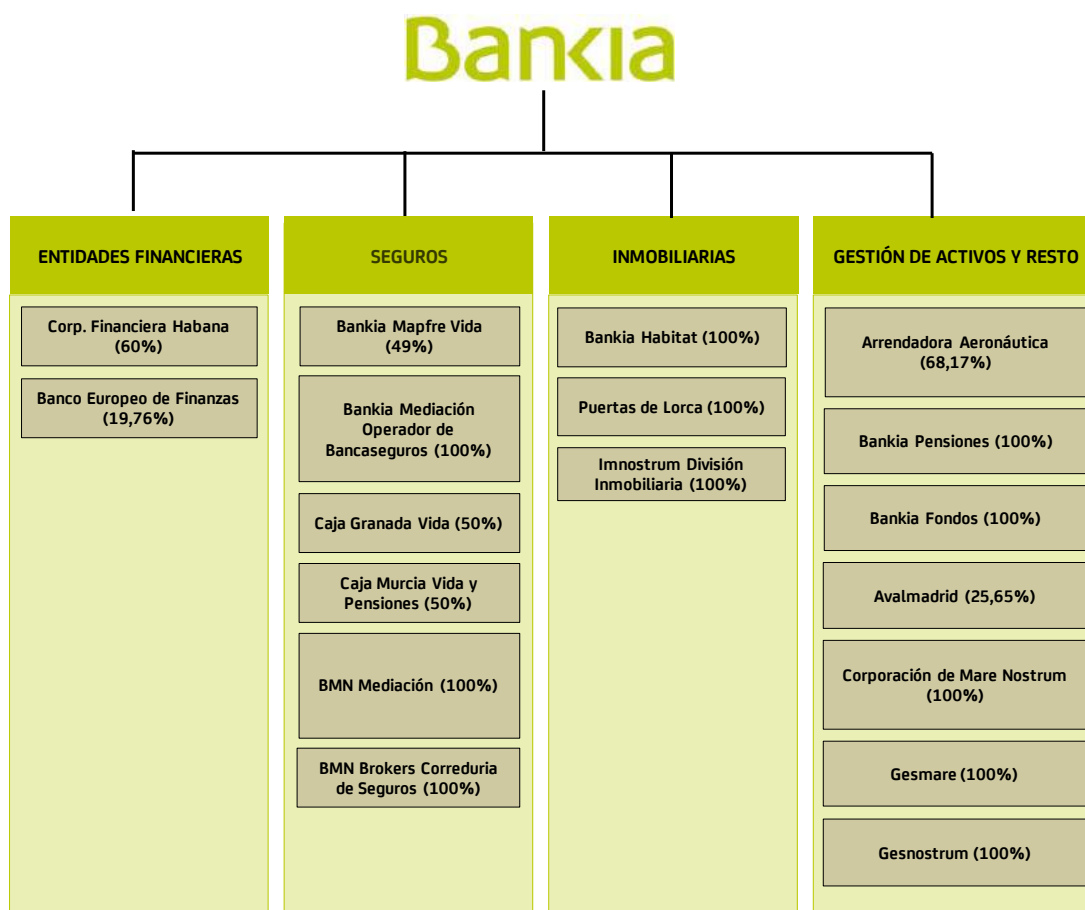 Bankia
ENTIDADES FINANCIERAS
Corp. Financiera Habana
(60%)
Banco Europeo de Finanzas
(19,76%)
SEGUROS
Bankia Mapfre Vida
(49%)
Bankia Mediación
Operador de
Bancaseguros (100%)
Caja Granada Vida (50%)
Caja Murcia Vida y
Pensiones (50%)
BMN Mediación (100%)
BMN Brokers Correduria
de Seguros (100%)
INMOBILIARIAS
Bankia Habitat (100%)
Puertas de Lorca (100%)
Imnostrum División
Inmobiliaria (100%)
GESTIÓN DE ACTIVOS Y RESTO
Arrendadora Aeronáutica
(68,17%)
Bankia Pensiones (100%)
Bankia Fondos (100%)
Avalmadrid (25,65%)
Corporación de Mare Nostrum
(100%)
Gesmare (100%)
Gesnostrum (100%)